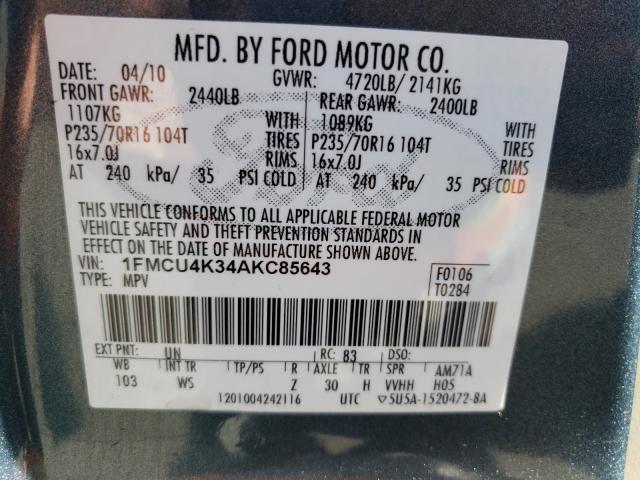 MFD. BY FORD MOTOR CO.
DATE: 04/10 GVWR: 4720LB/ 2141KG
FRONT GAWR: 2440LB REAR GAWR: 2400LB
1107KG WITH 1089KG WITH
P235/70R16 104T TIRES P235/70R16 104T TIRES
16x7.0J RIMS 16x7.0J RIMS
AT 240 kPa/ 35 PSI COLD AT 240 kPa/ 35 PSI COLD
Ford
THIS VEHICLE CONFORMS TO ALL APPLICABLE FEDERAL MOTOR
VEHICLE SAFETY AND THEFT PREVENTION STANDARDS IN
EFFECT ON THE DATE OF MANUFACTURE SHOWN ABOVE.
VIN: 1FMCU4K34AKC85643 F0106
TYPE: MPV T0284
EXT PNT: UN RC: 83 DSO:
WB INT TR TP/PS R AXLE TR SPR AM71A
103 WS Z 30 H VVHH H05
1201004242116 UTC ▽5U5A-1520472-BA